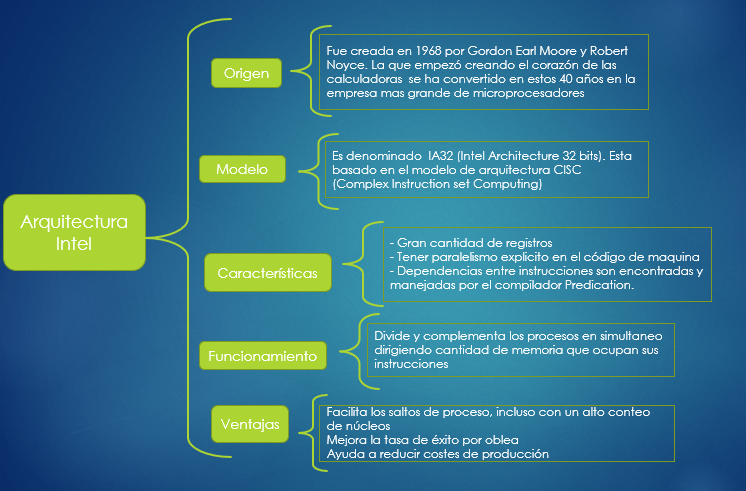 Arquitectura
Intel
Origen
Fue creada en 1968 por Gordon Earl Moore y Robert
Noyce. La que empezó creando el corazón de las
calculadoras se ha convertido en estos 40 años en la
empresa mas grande de microprocesadores
Modelo
Es denominado IA32 (Intel Architecture 32 bits). Esta
basado en el modelo de arquitectura CISC
(Complex Instruction set Computing)
Características
- Gran cantidad de registros
- Tener paralelismo explicito en el código de maquina
- Dependencias entre instrucciones son encontradas y
manejadas por el compilador Predication.
Funcionamiento
Divide y complementa los procesos en simultaneo
dirigiendo cantidad de memoria que ocupan sus
instrucciones
Ventajas
Facilita los saltos de proceso, incluso con un alto conteo
de núcleos
Mejora la tasa de éxito por oblea
Ayuda a reducir costes de producción